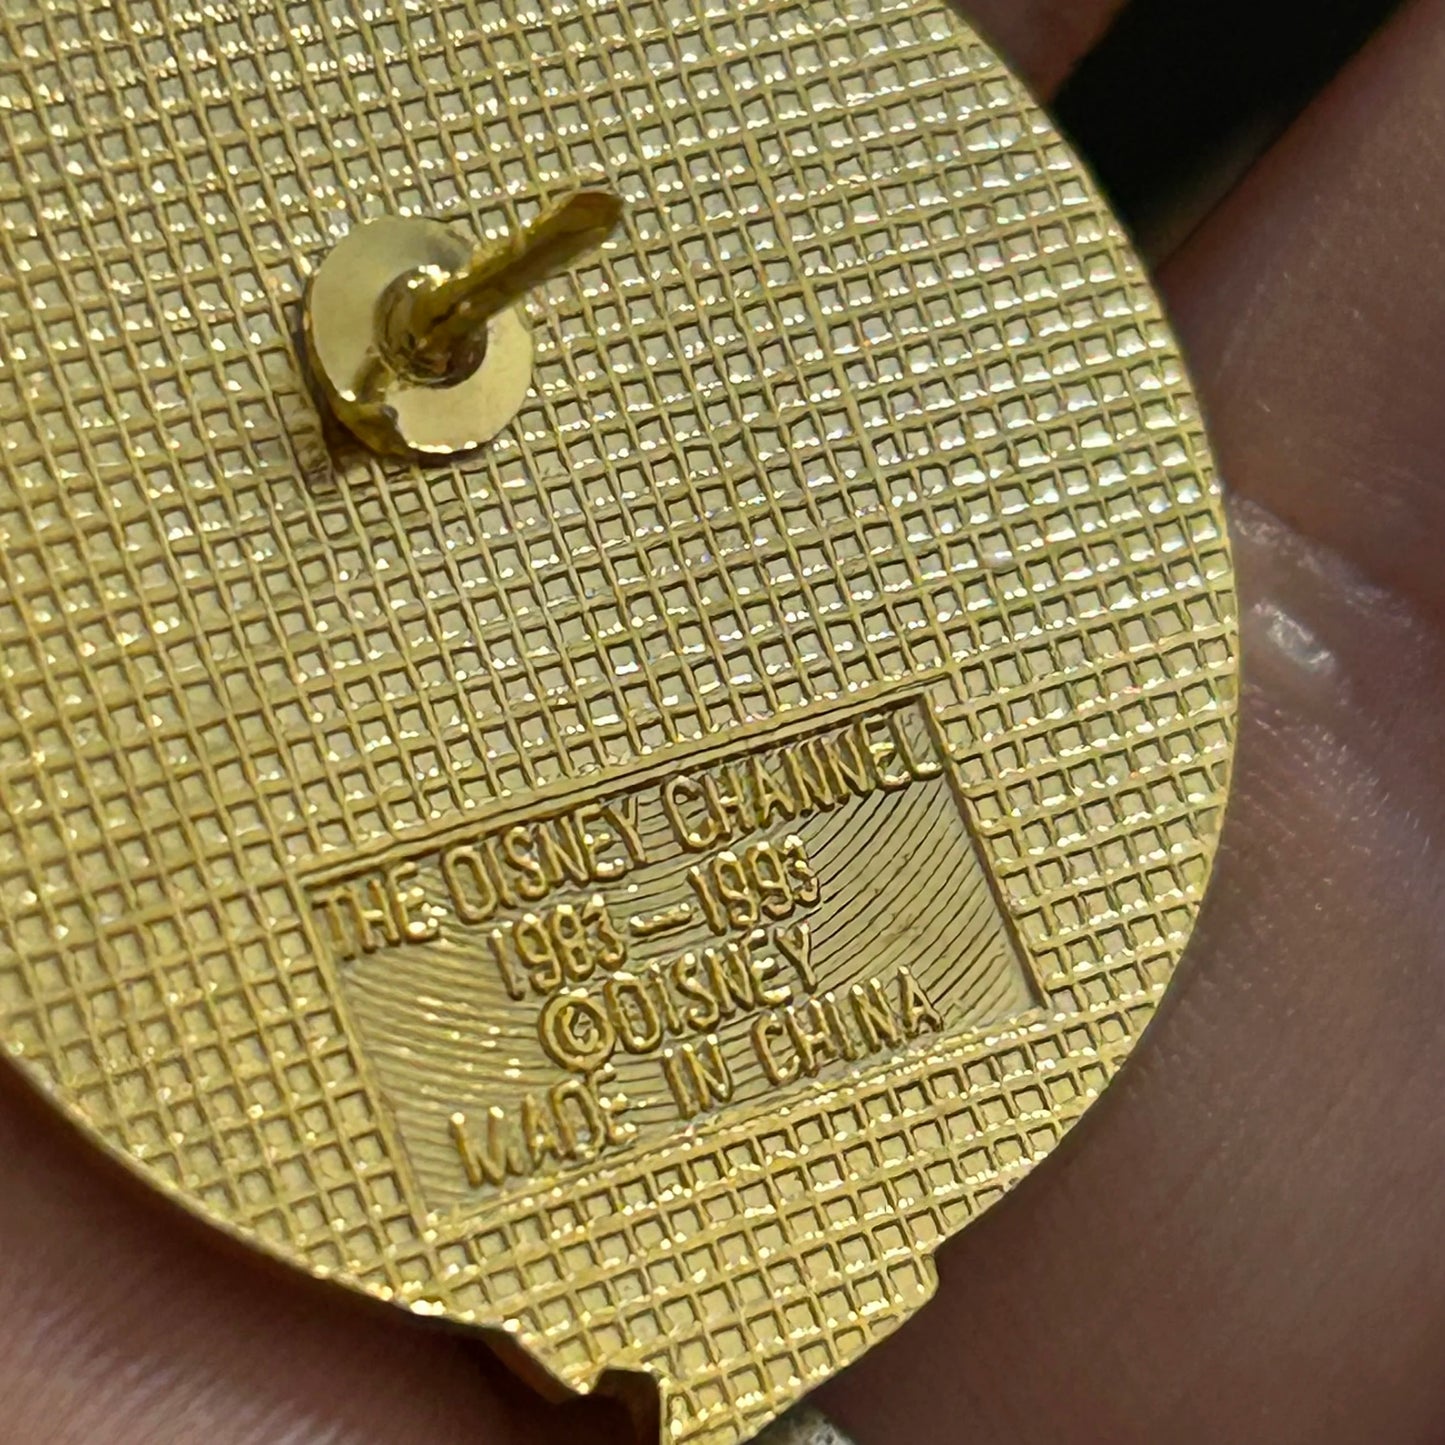 THE DISNEY CHANNEL
1983—1993
©DISNEY
MADE IN CHINA